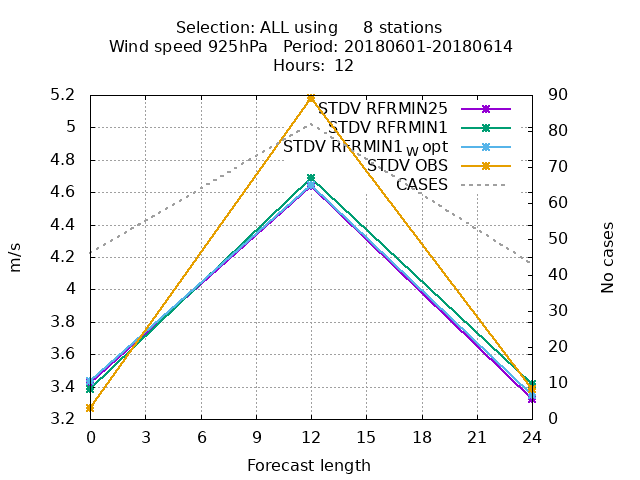 Selection: ALL using     8 stations
Wind speed 925hPa   Period: 20180601-20180614
Hours:  12
STDV RFRMIN25
STDV RFRMIN1
STDV RFRMIN1 w opt
STDV OBS
CASES
5.2
5
4.8
4.6
4.4
4.2
4
3.8
3.6
3.4
3.2
90
80
70
60
50
40
30
20
10
0
m/s
No cases
0 3 6 9 12 15 18 21 24
Forecast length